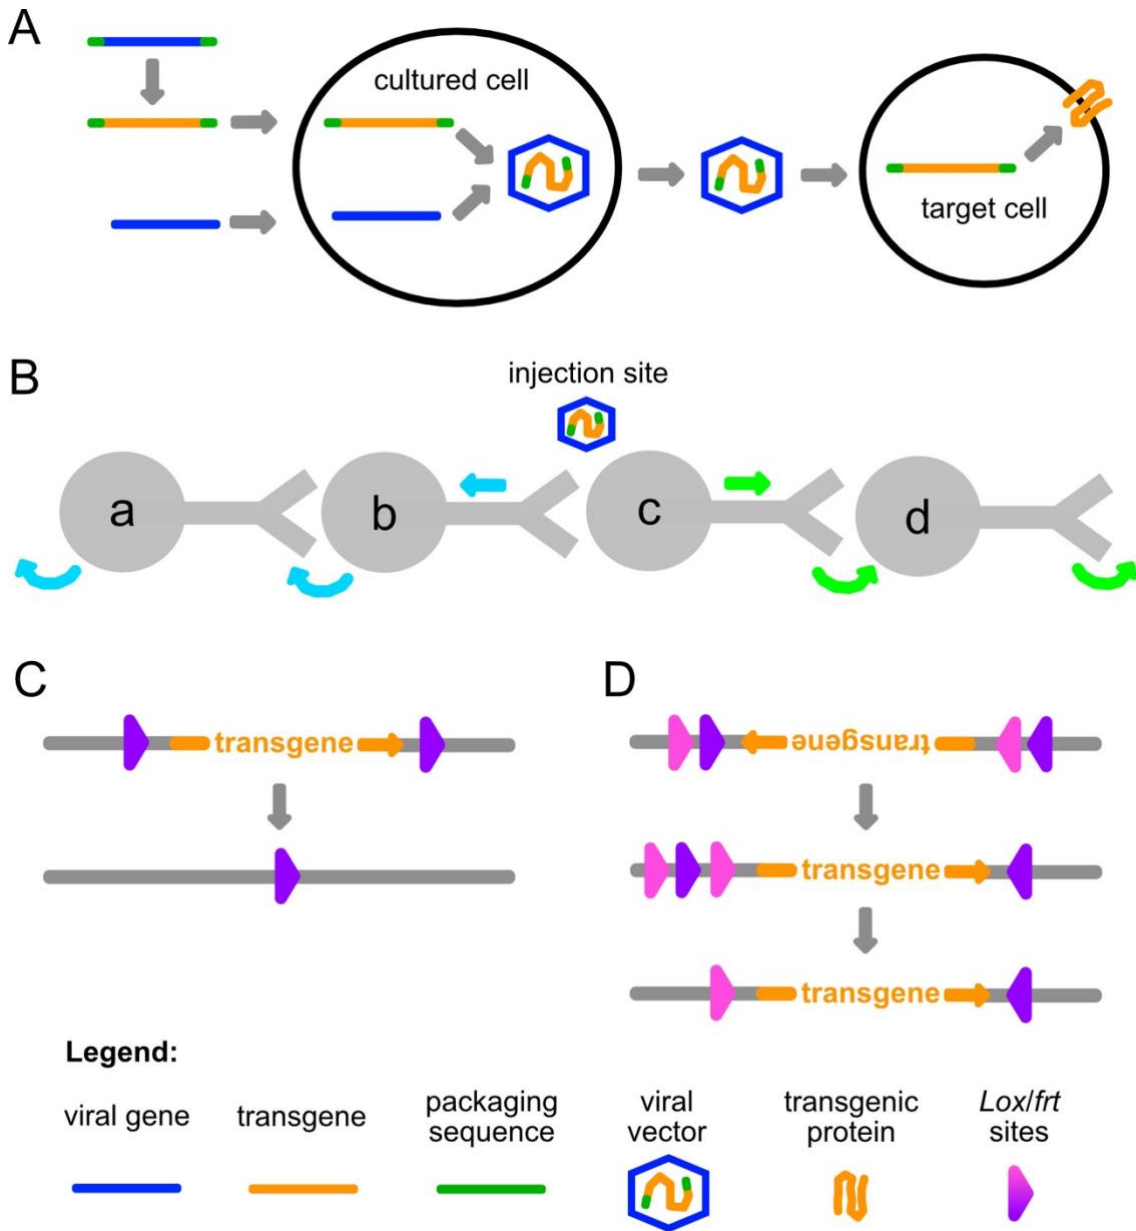 A
cultured cell
target cell
B
injection site
a
b
c
d
C
D
transgene
transgene
transgene
transgene
Legend:
viral gene
transgene
packaging
sequence
viral
vector
transgenic
protein
Lox/frt
sites